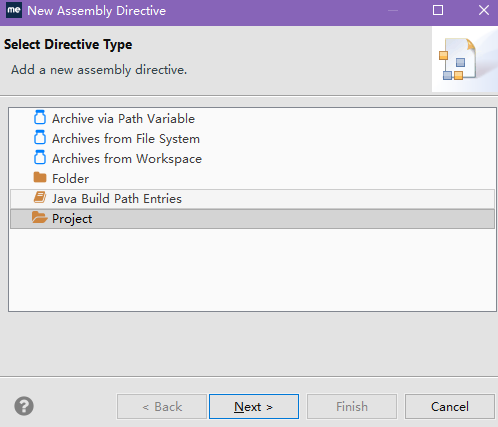 me New Assembly Directive
Select Directive Type
Add a new assembly directive.
Archive via Path Variable
Archives from File System
Archives from Workspace
Folder
Java Build Path Entries
Project
? < Back Next > Finish Cancel